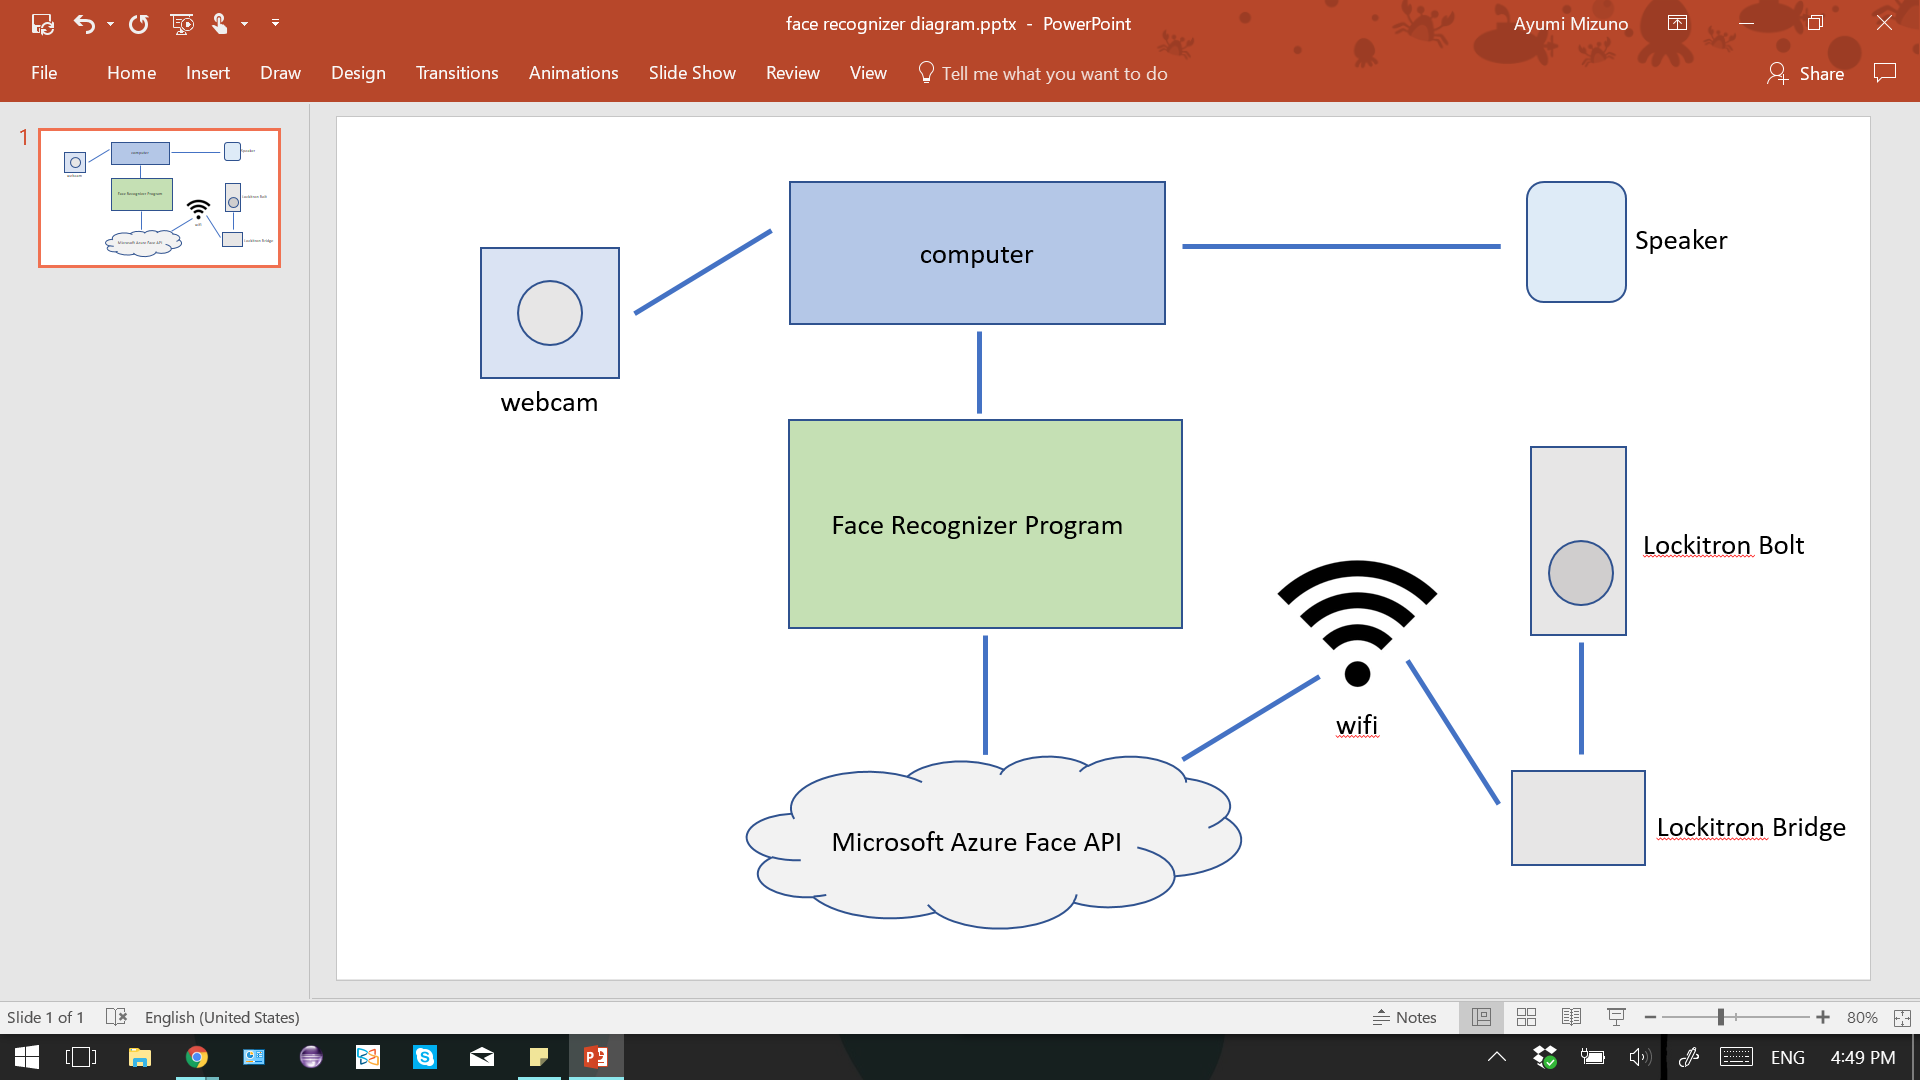 face recognizer diagram.pptx - PowerPoint
Ayumi Mizuno
File Home Insert Draw Design Transitions Animations Slide Show Review View Tell me what you want to do
Share
1
computer
Speaker
webcam
Face Recognizer Program
Lockitron Bolt
wifi
Microsoft Azure Face API
Lockitron Bridge
Slide 1 of 1 English (United States) Notes 80%
ENG 4:49 PM